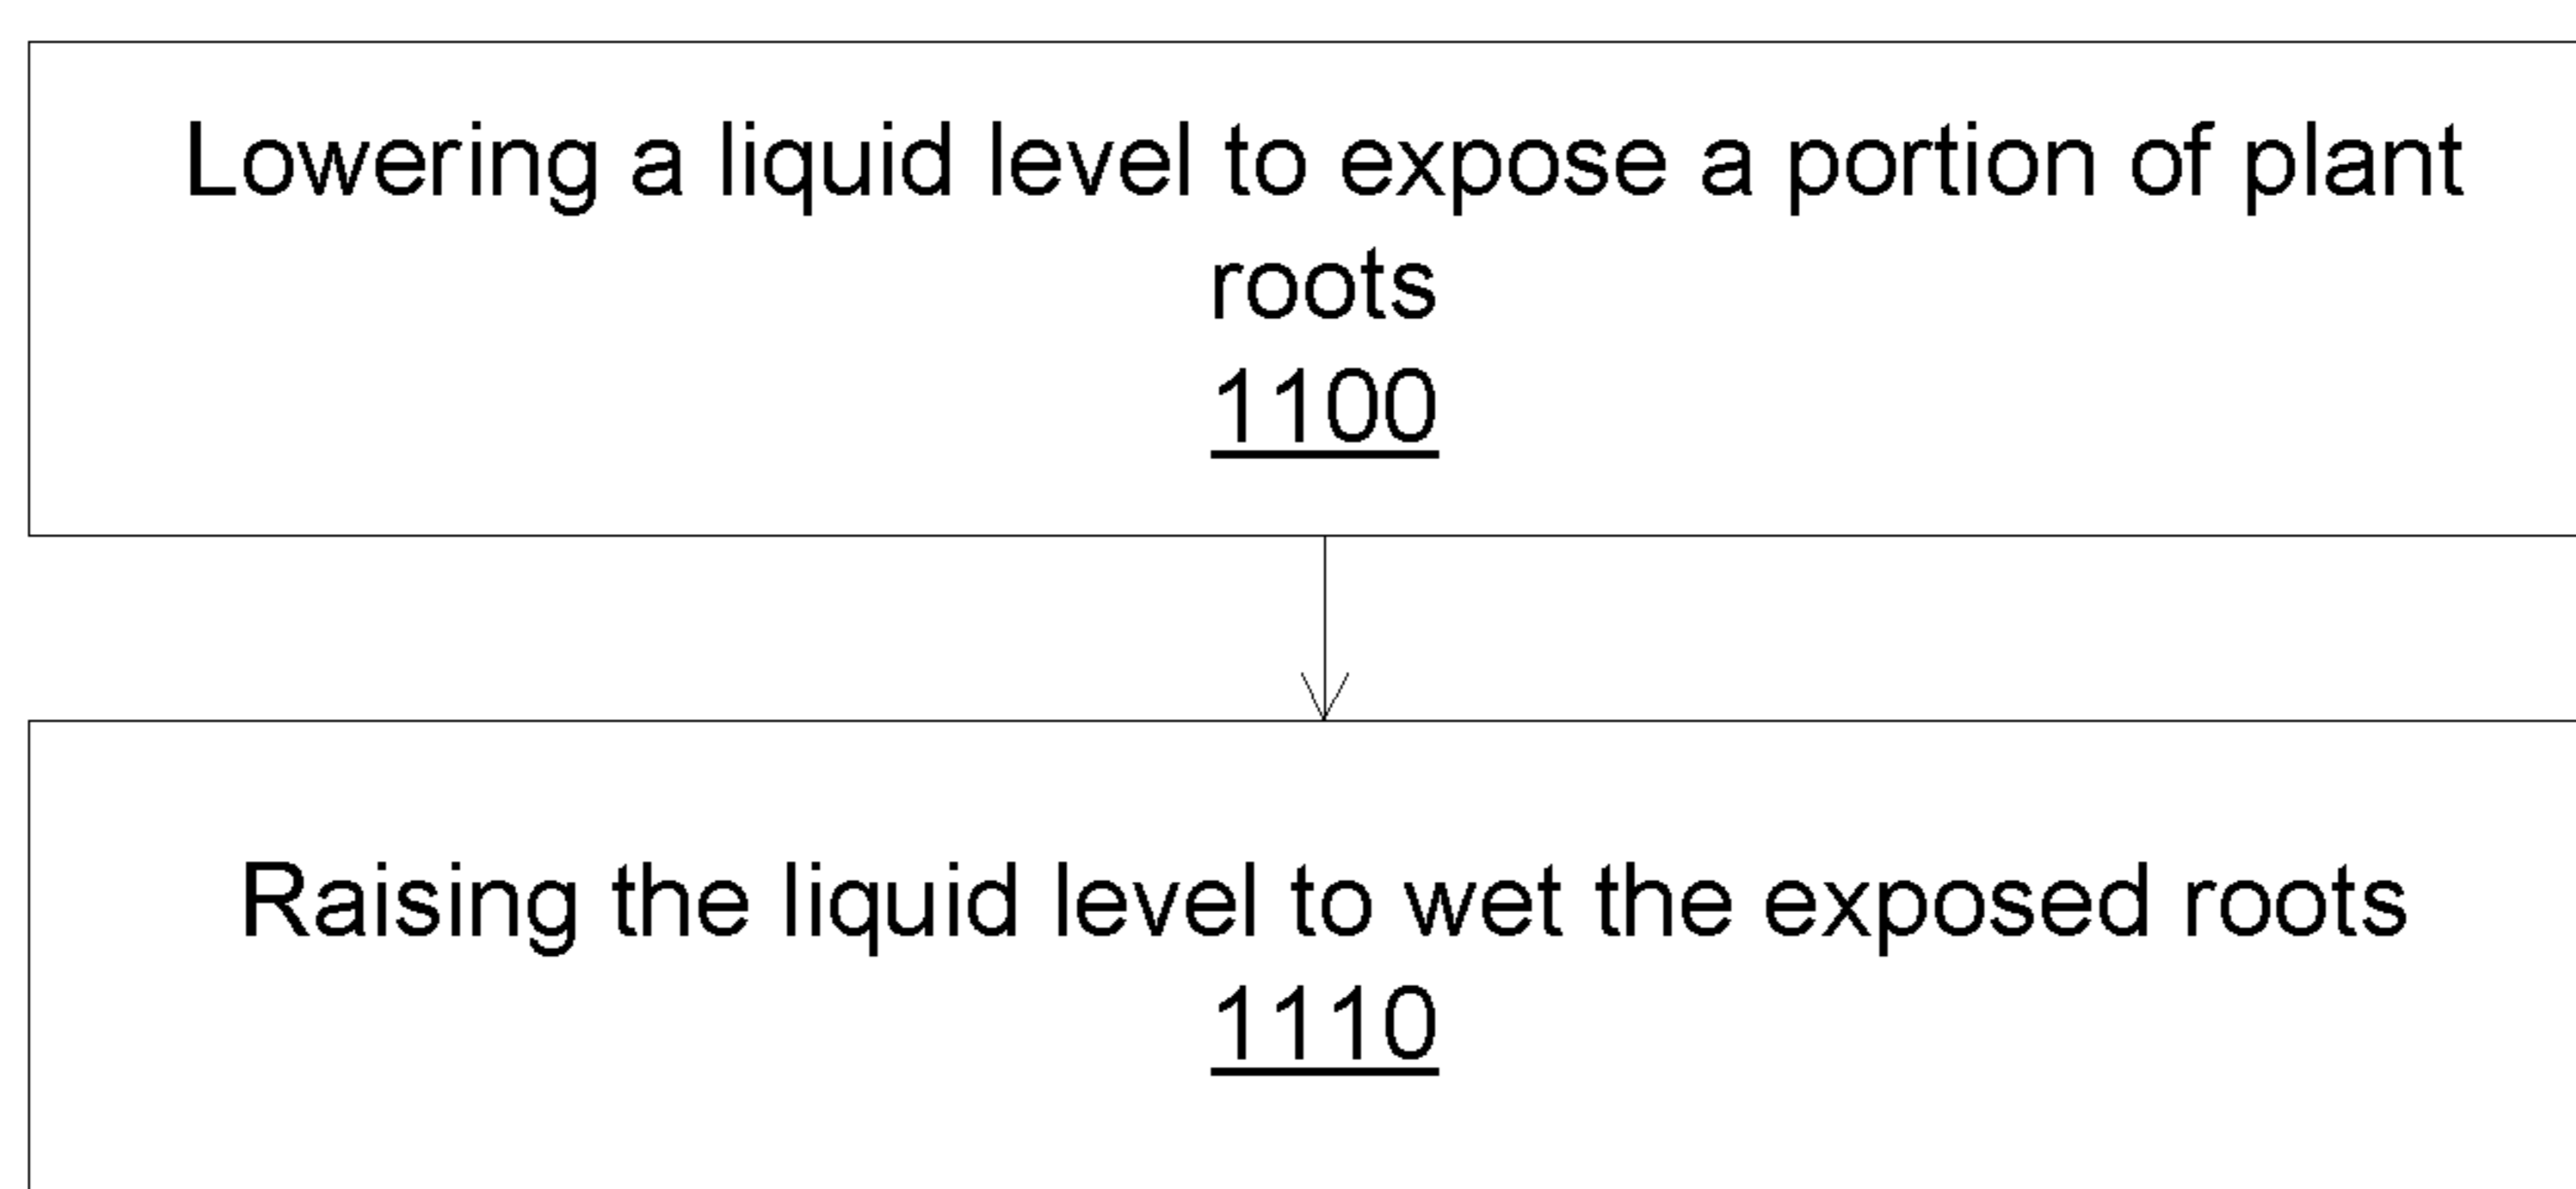 Lowering a liquid level to expose a portion of plant
roots
1100
Raising the liquid level to wet the exposed roots
1110